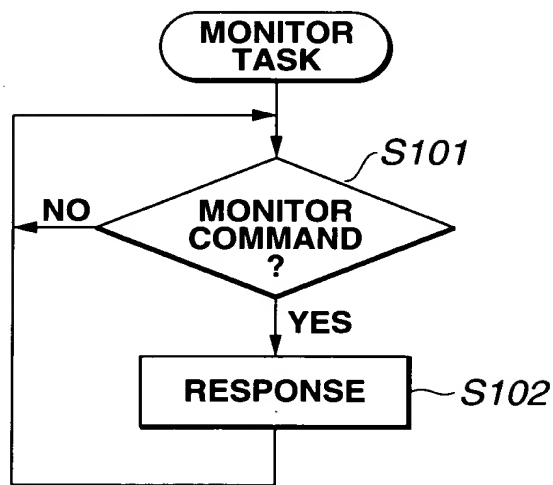 MONITOR
TASK
S101
NO
MONITOR
COMMAND
?
YES
RESPONSE
S102